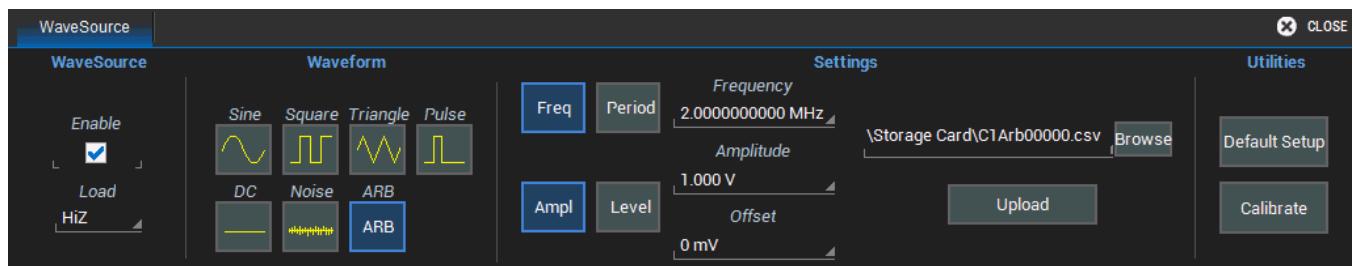 WaveSource
CLOSE
WaveSource
Enable
Load
HiZ
Waveform
Sine Square Triangle Pulse
DC Noise ARB
ARB
Settings
Freq Period
Frequency
2.0000000000 MHz
Amplitude
1.000 V
Ampl Level
Offset
0 mV
\Storage Card\C1Arb00000.csv Browse
Upload
Utilities
Default Setup
Calibrate